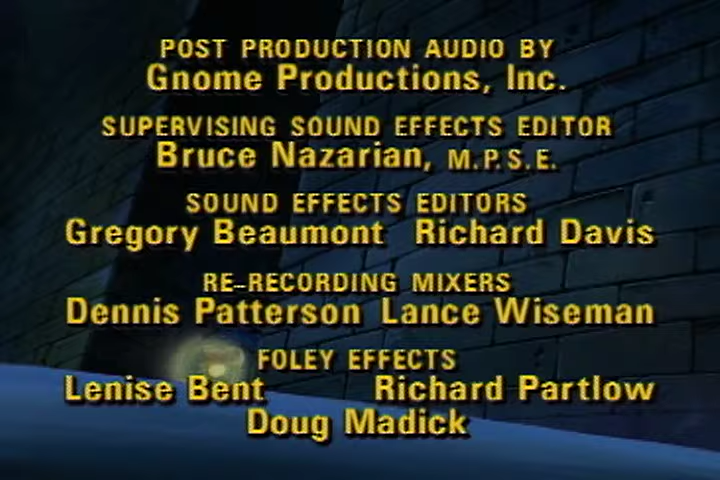 POST PRODUCTION AUDIO BY
Gnome Productions, Inc.
SUPERVISING SOUND EFFECTS EDITOR
Bruce Nazarian, M.P.S.E.
SOUND EFFECTS EDITORS
Gregory Beaumont Richard Davis
RE-RECORDING MIXERS
Dennis Patterson Lance Wiseman
FOLEY EFFECTS
Lenise Bent Richard Partlow
Doug Madick